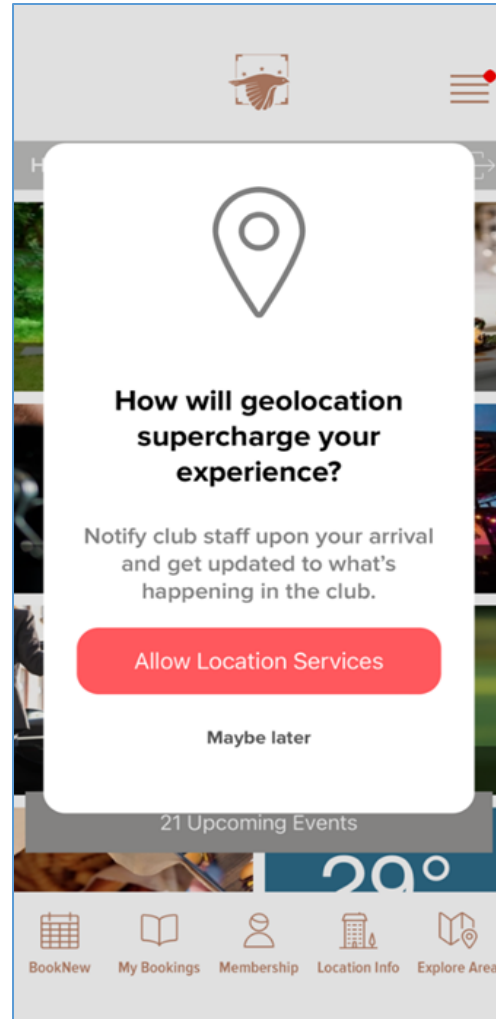 H
How will geolocation
supercharge your
experience?
Notify club staff upon your arrival
and get updated to what's
happening in the club.
Allow Location Services
Maybe later
21 Upcoming Events
29°
BookNew
My Bookings
Membership
Location Info
Explore Area